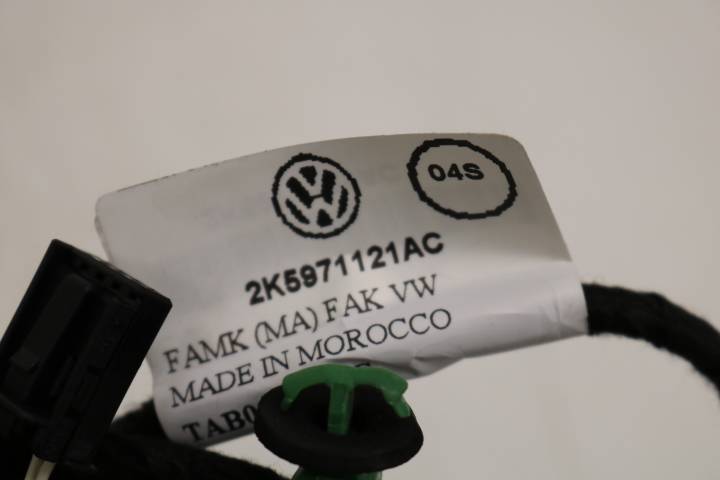 04S
2K5971121AC
FAMK (MA) FAK VW
MADE IN MOROCCO